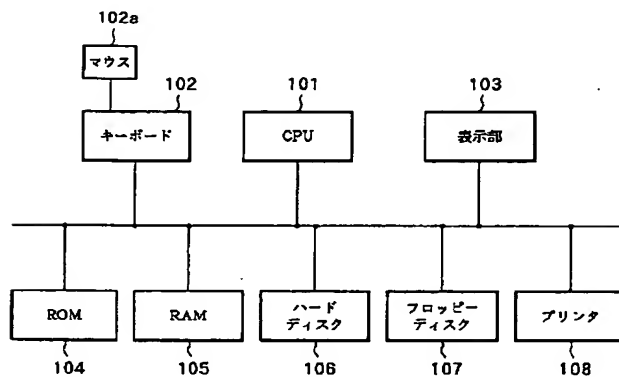 102a
マウス
102
101
103
キーボード
CPU
表示部
ROM
RAM
ハード
ディスク
フロッピー
ディスク
プリンタ
104
105
106
107
108